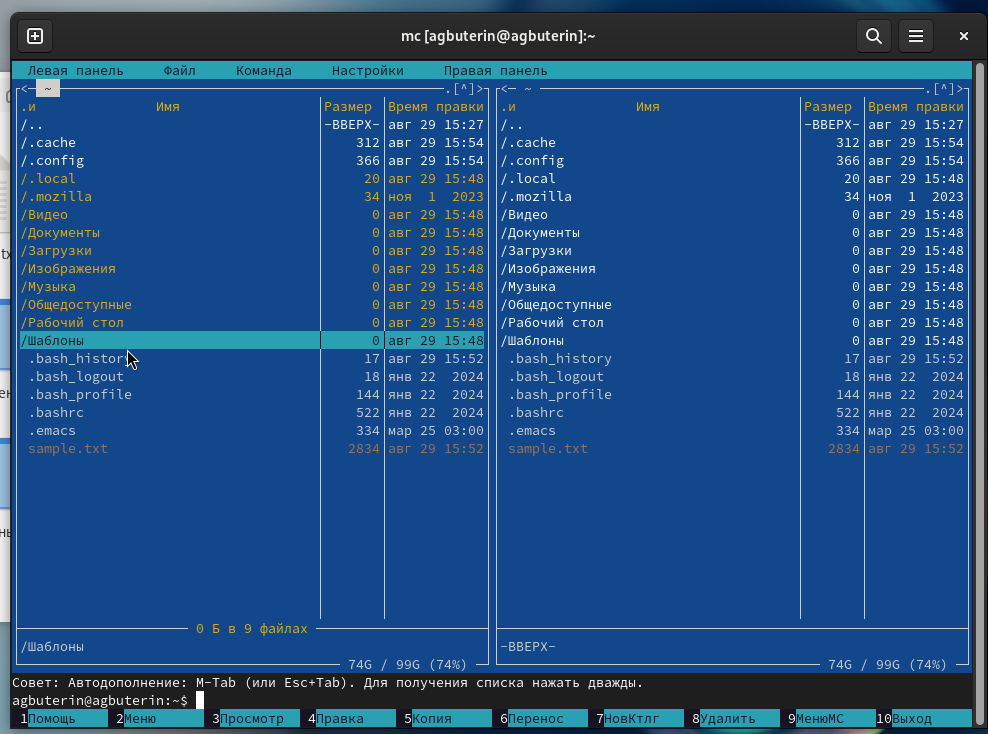 mc [agbuterin@agbuterin]:~
Левая панель Файл Команда Настройки Правая панель
<─ ~ .[^]> <─ ~ .[^]>
.и Имя Размер Время правки .и Имя Размер Время правки
/.. -ВВЕРХ- авг 29 15:27 /.. -ВВЕРХ- авг 29 15:27
/.cache 312 авг 29 15:54 /.cache 312 авг 29 15:54
/.config 366 авг 29 15:54 /.config 366 авг 29 15:54
/.local 20 авг 29 15:48 /.local 20 авг 29 15:48
/.mozilla 34 ноя 1 2023 /.mozilla 34 ноя 1 2023
/Видео 0 авг 29 15:48 /Видео 0 авг 29 15:48
/Документы 0 авг 29 15:48 /Документы 0 авг 29 15:48
/Загрузки 0 авг 29 15:48 /Загрузки 0 авг 29 15:48
/Изображения 0 авг 29 15:48 /Изображения 0 авг 29 15:48
/Музыка 0 авг 29 15:48 /Музыка 0 авг 29 15:48
/Общедоступные 0 авг 29 15:48 /Общедоступные 0 авг 29 15:48
/Рабочий стол 0 авг 29 15:48 /Рабочий стол 0 авг 29 15:48
/Шаблоны 0 авг 29 15:48 /Шаблоны 0 авг 29 15:48
.bash_history 17 авг 29 15:52 .bash_history 17 авг 29 15:52
.bash_logout 18 янв 22 2024 .bash_logout 18 янв 22 2024
.bash_profile 144 янв 22 2024 .bash_profile 144 янв 22 2024
.bashrc 522 янв 22 2024 .bashrc 522 янв 22 2024
.emacs 334 мар 25 03:00 .emacs 334 мар 25 03:00
sample.txt 2834 авг 29 15:52 sample.txt 2834 авг 29 15:52
0 Б в 9 файлах
/Шаблоны -ВВЕРХ-
74G / 99G (74%) 74G / 99G (74%)
Совет: Автодополнение: M-Tab (или Esc+Tab). Для получения списка нажать дважды.
agbuterin@agbuterin:~$
1Помощь 2Меню 3Просмотр 4Правка 5Копия 6Перенос 7НовКтлг 8Удалить 9МенюМС 10Выход